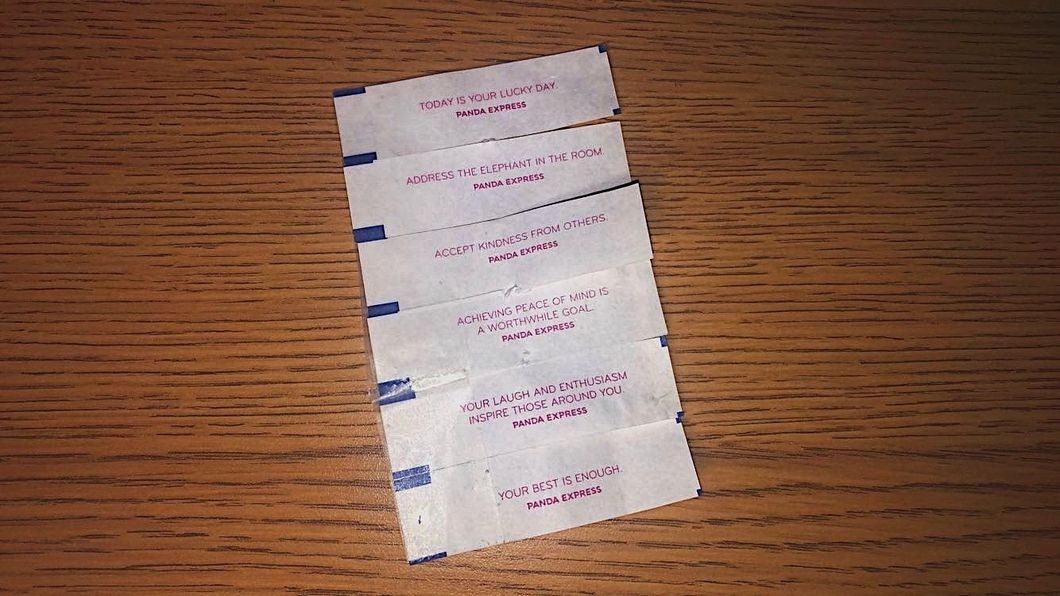 TODAY IS YOUR LUCKY DAY.
PANDA EXPRESS
ADDRESS THE ELEPHANT IN THE ROOM.
PANDA EXPRESS
ACCEPT KINDNESS FROM OTHERS.
PANDA EXPRESS
ACHIEVING PEACE OF MIND IS
A WORTHWHILE GOAL.
PANDA EXPRESS
YOUR LAUGH AND ENTHUSIASM
INSPIRE THOSE AROUND YOU.
PANDA EXPRESS
YOUR BEST IS ENOUGH.
PANDA EXPRESS